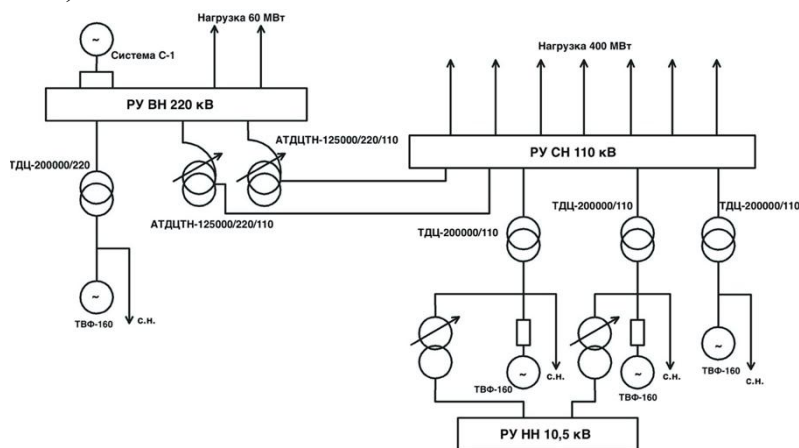 Нагрузка 60 МВт
~
Система С-1
Нагрузка 400 МВт
РУ ВН 220 кВ
АТДЦТН-125000/220/110
РУ СН 110 кВ
ТДЦ-200000/220
ТДЦ-200000/110
АТДЦТН-125000/220/110
ТДЦ-200000/110
ТДЦ-200000/110
~
с.н.
ТВФ-160
~
~
~
с.н.
с.н.
с.н.
ТВФ-160
ТВФ-160
ТВФ-160
РУ НН 10,5 кВ